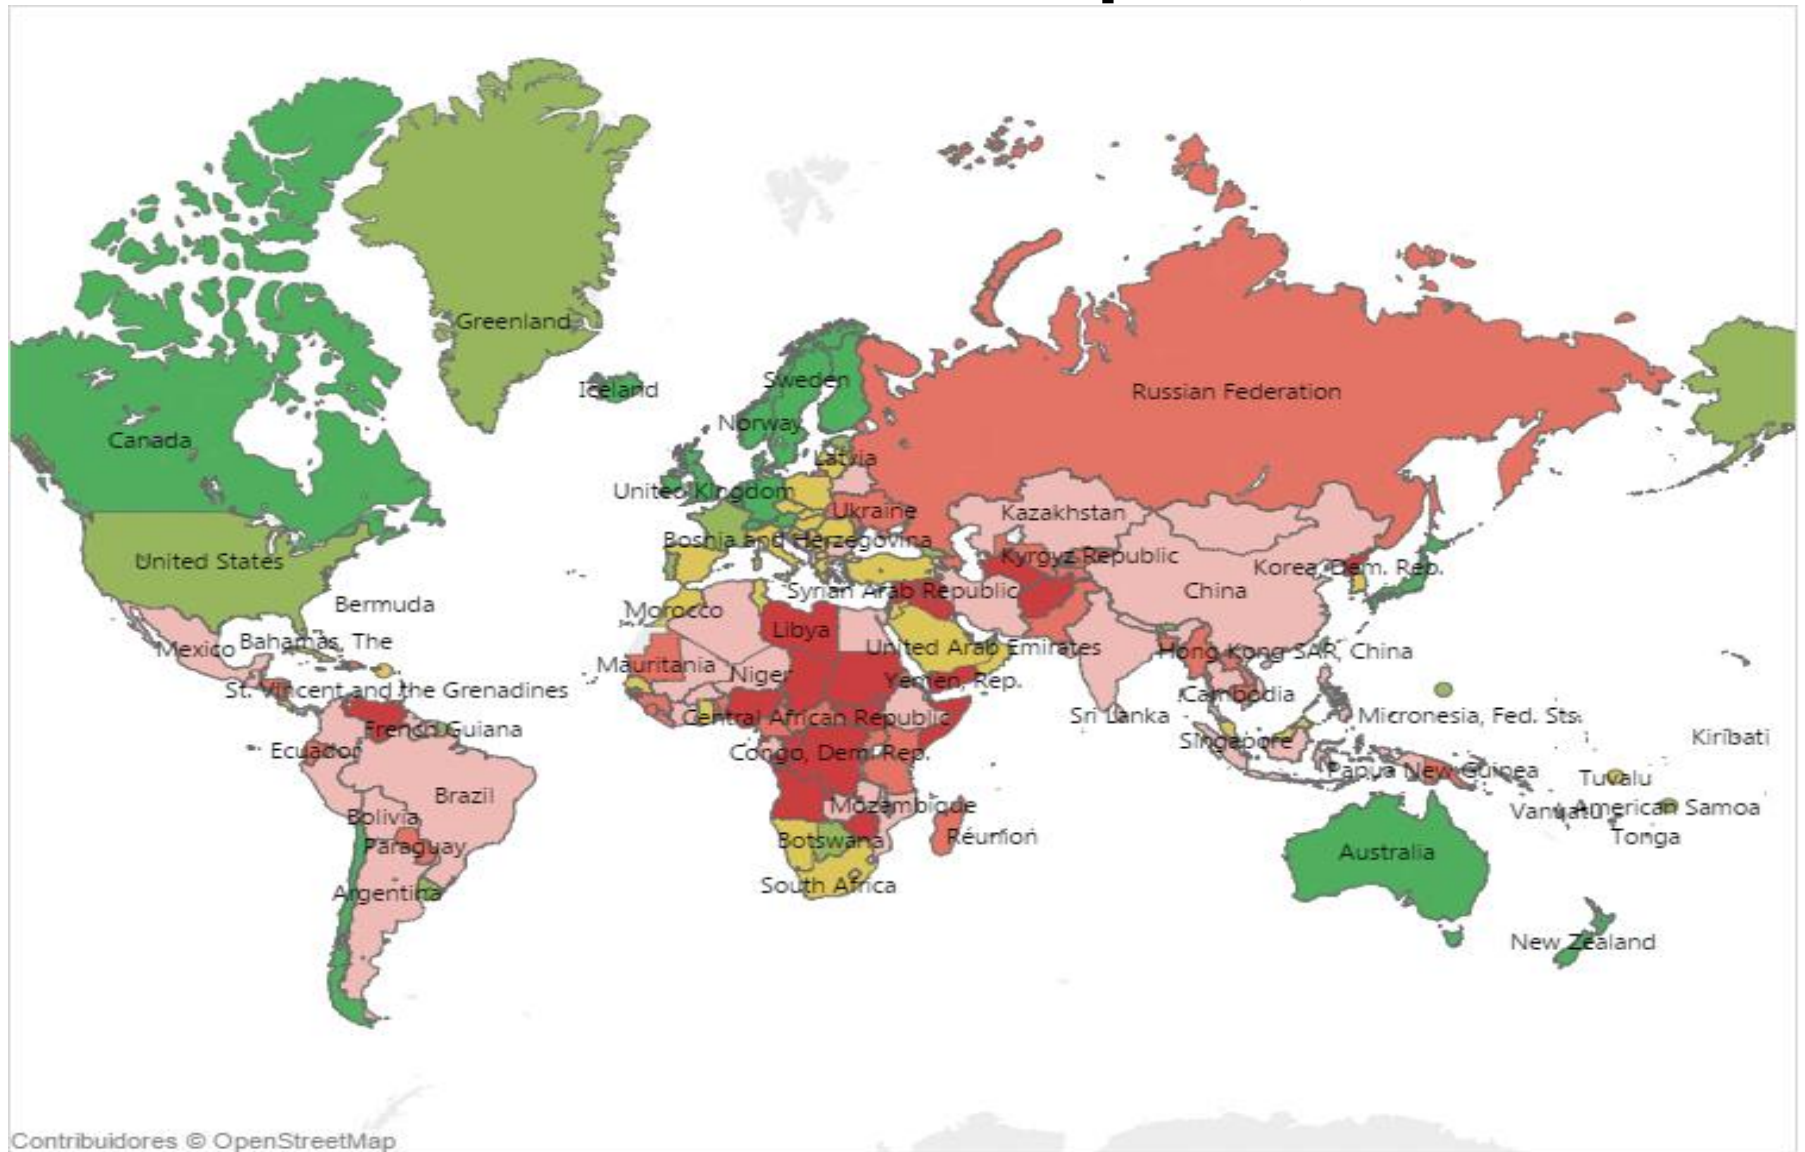 Greenland
Iceland
Sweden
Russian Federation
Norway
Canada
Latvia
United Kingdom
Ukraine
Kazakhstan
Bosnia and Herzegovina
United States
Kyrgyz Republic
Korea, Dem. Rep.
Syrian Arab Republic
China
Bermuda
Morocco
Libya
Mexico
Bahamas, The
United Arab Emirates
Hong Kong SAR, China
Mauritania
Niger
Yemen, Rep.
St. Vincent and the Grenadines
Cambodia
Central African Republic
Sri Lanka
Micronesia, Fed. Sts.
French Guiana
Ecuador
Congo, Dem. Rep.
Singapore
Kiribati
Papua New Guinea
Tuvalu
Brazil
Mozambique
Vanuatu
American Samoa
Bolivia
Botswana
Réunion
Tonga
Paraguay
Australia
South Africa
Argentina
New Zealand
Contribuidores © OpenStreetMap